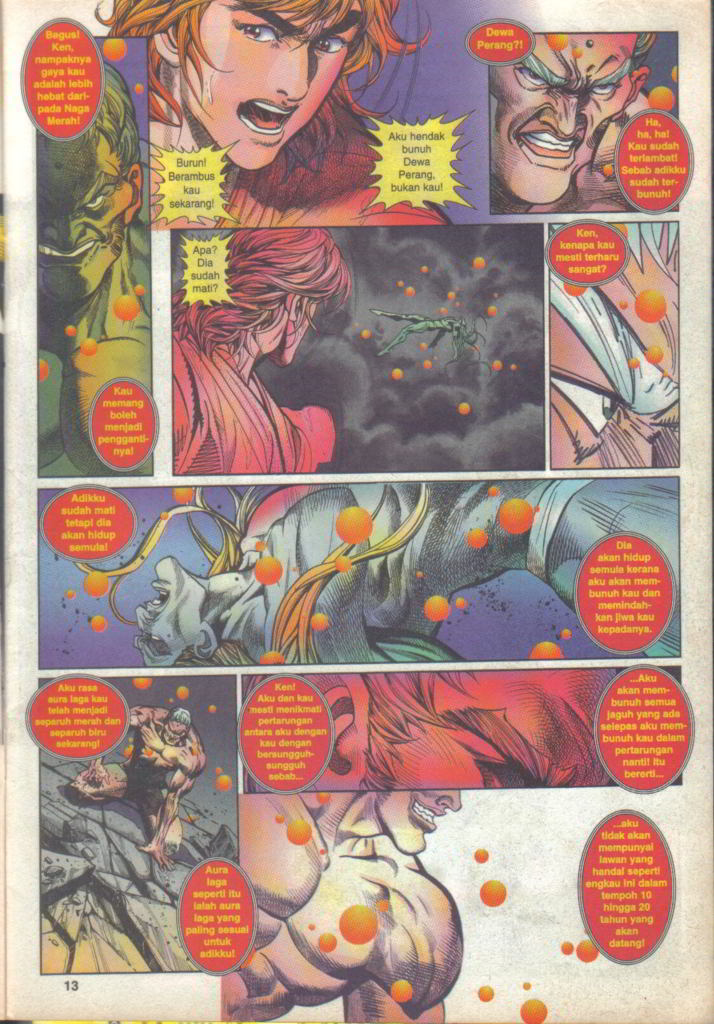 Bagus!
Ken,
nampaknya
gaya kau
adalah lebih
hebat dari-
pada Naga
Merah!
Burun!
Berambus
kau
sekarang!
Aku hendak
bunuh
Dewa
Perang,
bukan kau!
Dewa
Perang?!
Ha,
ha, ha!
Kau sudah
terlambat!
Sebab adikku
sudah ter-
bunuh!
Kau
memang
boleh
menjadi
pengganti-
nya!
Apa?
Dia
sudah
mati?
Ken,
kenapa kau
mesti terharu
sangat?
Adikku
sudah mati
tetapi dia
akan hidup
semula!
Dia
akan hidup
semula kerana
aku akan mem-
bunuh kau dan
memindah-
kan jiwa kau
kepadanya.
Aku rasa
aura laga kau
telah menjadi
separuh merah dan
separuh biru
sekarang!
Aura
laga
seperti itu
ialah aura
laga yang
paling sesuai
untuk
adikku!
Ken!
Aku dan kau
mesti menikmati
pertarungan
antara aku dengan
kau dengan
bersungguh-
sungguh
sebab...
...Aku
akan mem-
bunuh semua
jaguh yang ada
selepas aku mem-
bunuh kau dalam
pertarungan
nanti! Itu
bererti...
...aku
tidak akan
mempunyai
lawan yang
handal seperti
engkau ini dalam
tempoh 10
hingga 20
tahun yang
akan
datang!
13